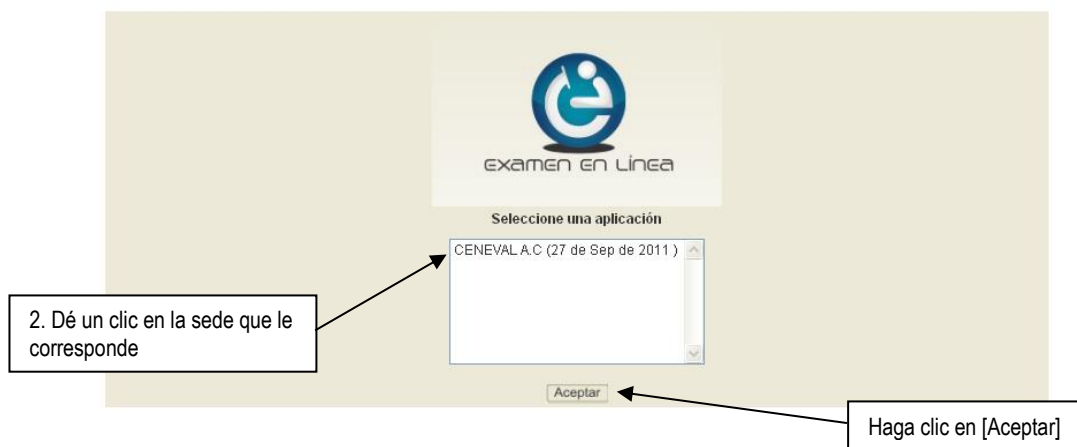 examen en Línea
Seleccione una aplicación
CENEVAL A.C (27 de Sep de 2011 )
2. Dé un clic en la sede que le
corresponde
Aceptar
Haga clic en [Aceptar]